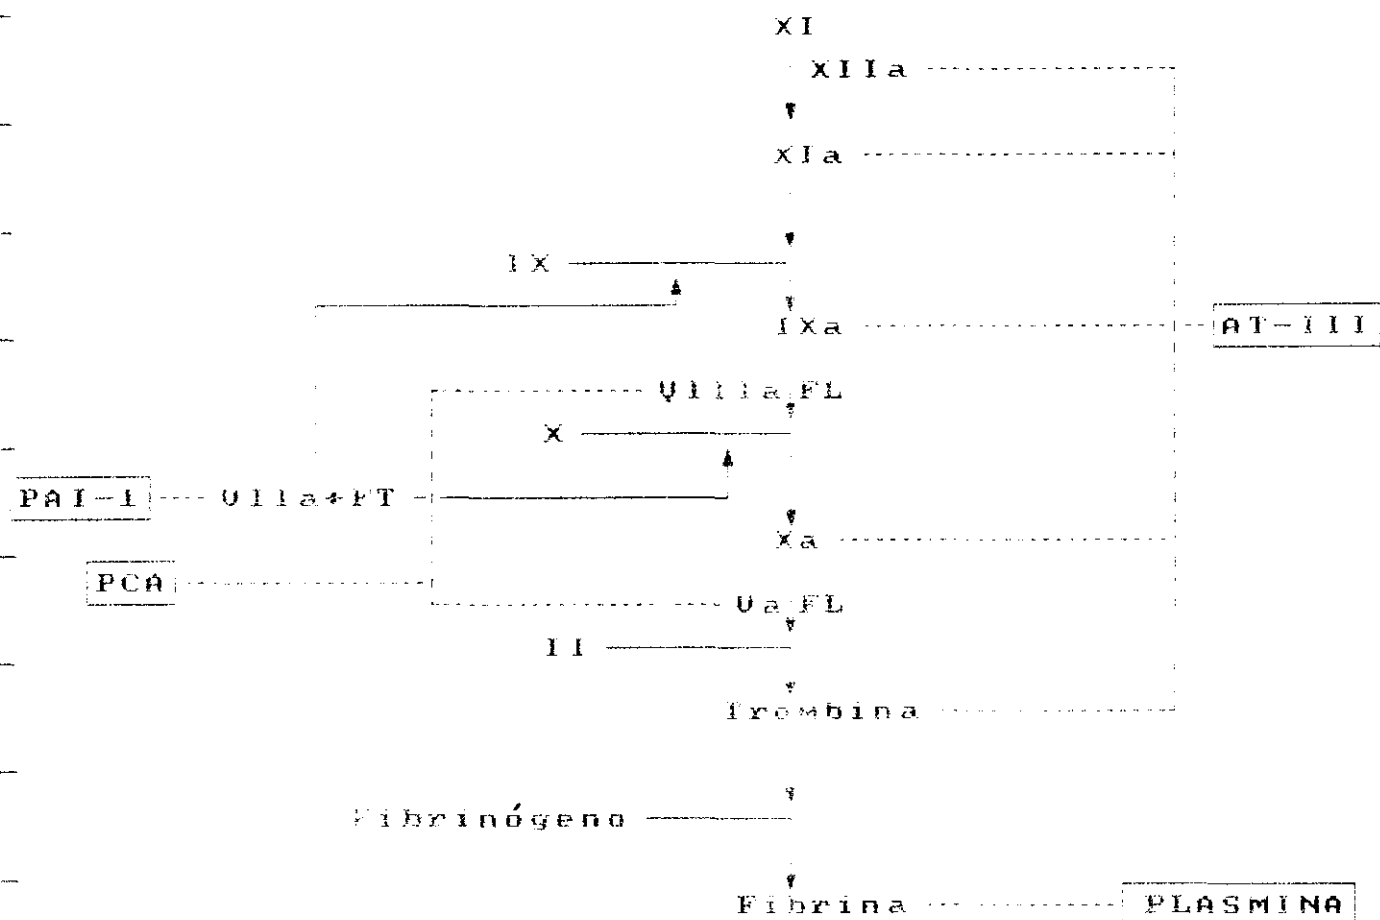 XI
XIIa
XIa
IX
IXa
AT-III
VIIIa FL
X
PAI-1
VIIa+FT
Xa
PCA
Va FL
II
Trombina
Fibrinógeno
Fibrina
PLASMINA